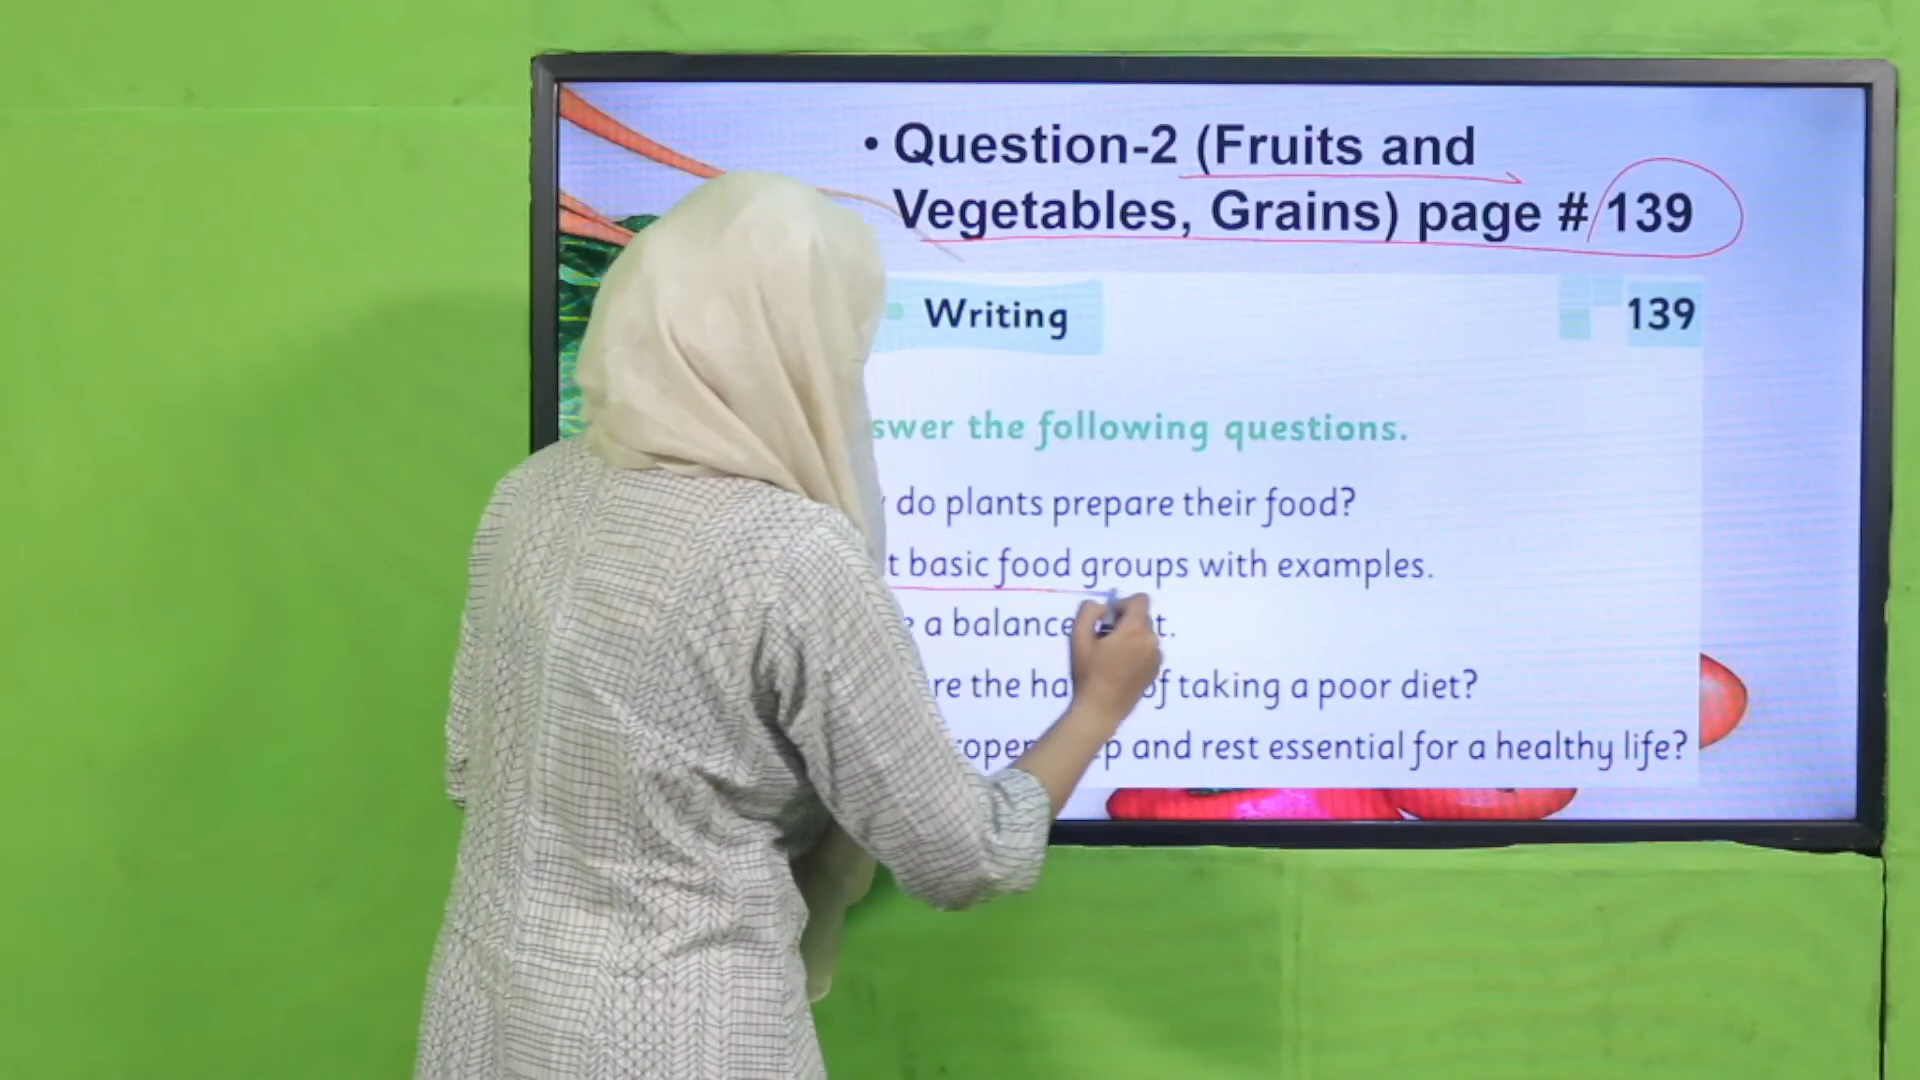 • Question-2 (Fruits and
Vegetables, Grains) page # 139
Writing
139
swer the following questions.
do plants prepare their food?
t basic food groups with examples.
a balance t.
re the ha of taking a poor diet?
roper p and rest essential for a healthy life?